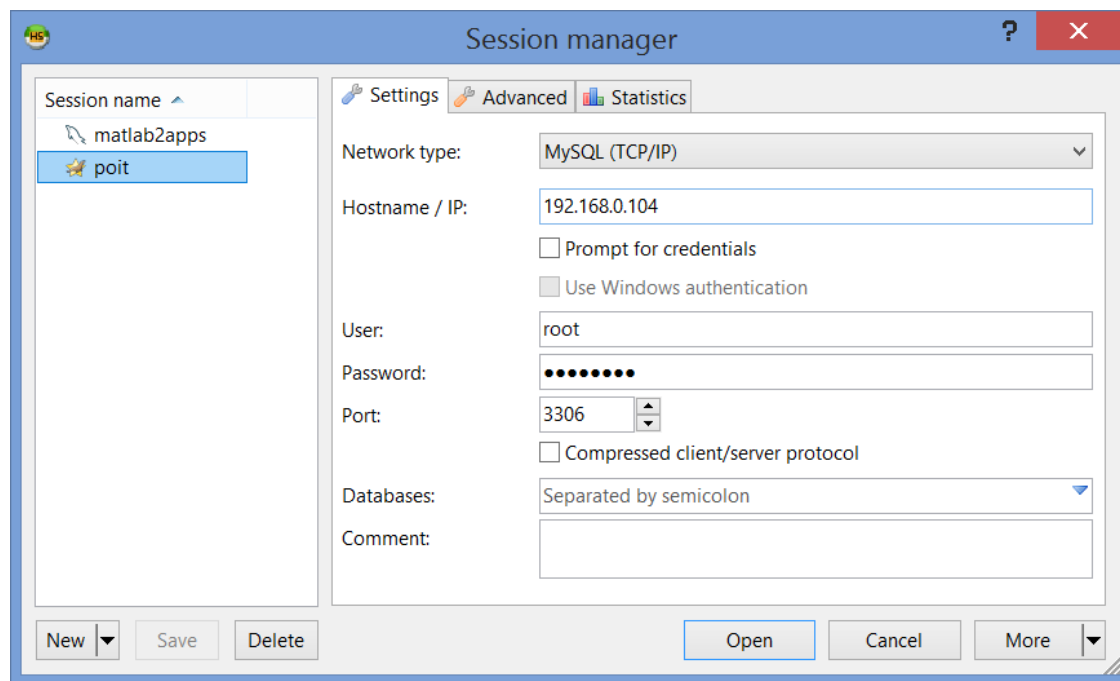 HS
Session manager
?
Session name
matlab2apps
poit
Settings
Advanced
Statistics
Network type:
MySQL (TCP/IP)
Hostname / IP:
192.168.0.104
Prompt for credentials
Use Windows authentication
User:
root
Password:
●●●●●●●●
Port:
3306
Compressed client/server protocol
Databases:
Separated by semicolon
Comment:
New
Save
Delete
Open
Cancel
More